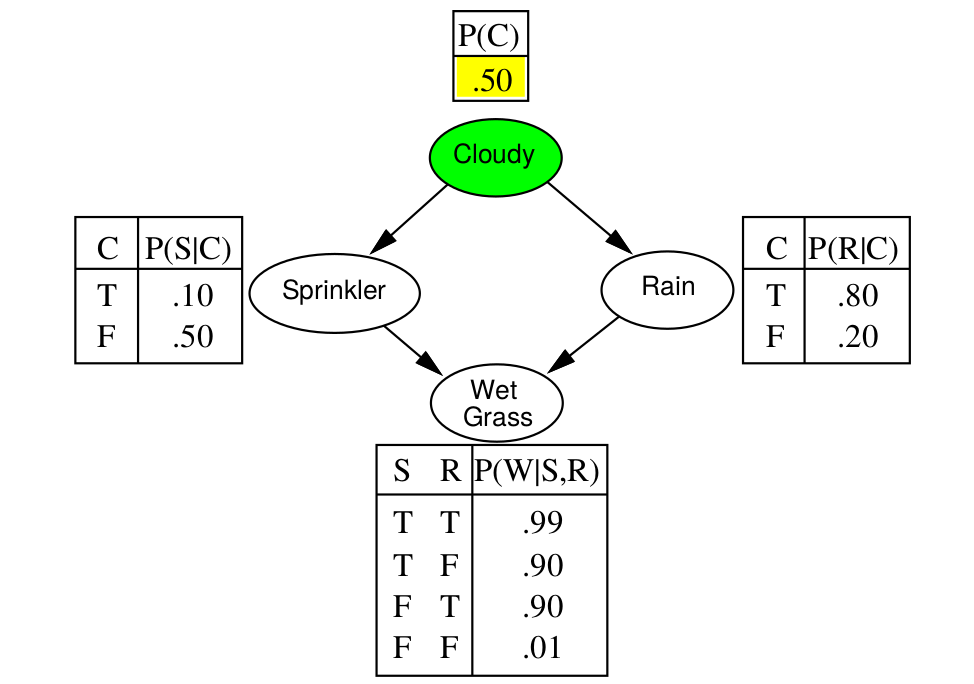 P(C)
.50
Cloudy
C P(S|C)
T .10
F .50
Sprinkler
Rain
C P(R|C)
T .80
F .20
Wet
Grass
S R P(W|S,R)
T T .99
T F .90
F T .90
F F .01